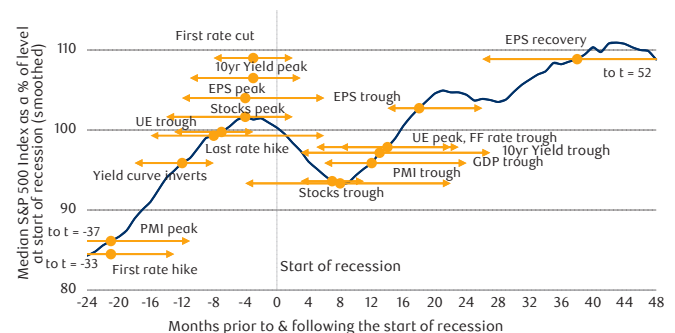 First rate cut
EPS recovery
110
10yr Yield peak
to t = 52
EPS peak
EPS trough
Stocks peak
UE trough
100
UE peak, FF rate trough
Last rate hike
10yr Yield trough
GDP trough
Yield curve inverts
PMI trough
Stocks trough
90
to t = -37
PMI peak
to t = -33
First rate hike
Start of recession
80
-24 -20 -16 -12 -8 -4 0 4 8 12 16 20 24 28 32 36 40 44 48
Months prior to & following the start of recession
Median S&P 500 Index as a % of level
at start of recession (smoothed)